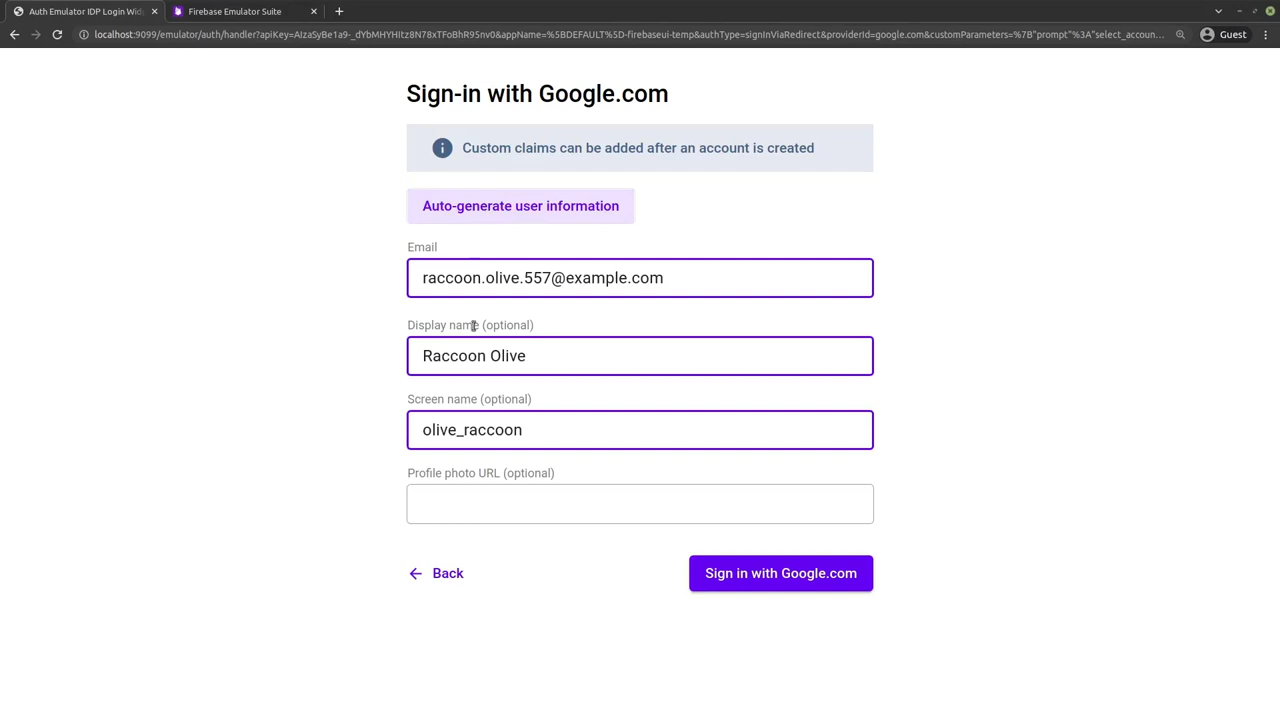 Auth Emulator IDP Login Wid
Firebase Emulator Suite
localhost:9099/emulator/auth/handler?apiKey=AIzaSyBe1a9-_dYbMHYHItz8N78xTFoBhR95nv0&appName=%5BDEFAULT%5D-firebaseui-temp&authType=signInViaRedirect&providerId=google.com&customParameters=%7B"prompt"%3A"select_accoun...
Guest
Sign-in with Google.com
Custom claims can be added after an account is created
Auto-generate user information
Email
raccoon.olive.557@example.com
Display name (optional)
Raccoon Olive
Screen name (optional)
olive_raccoon
Profile photo URL (optional)
Back
Sign in with Google.com